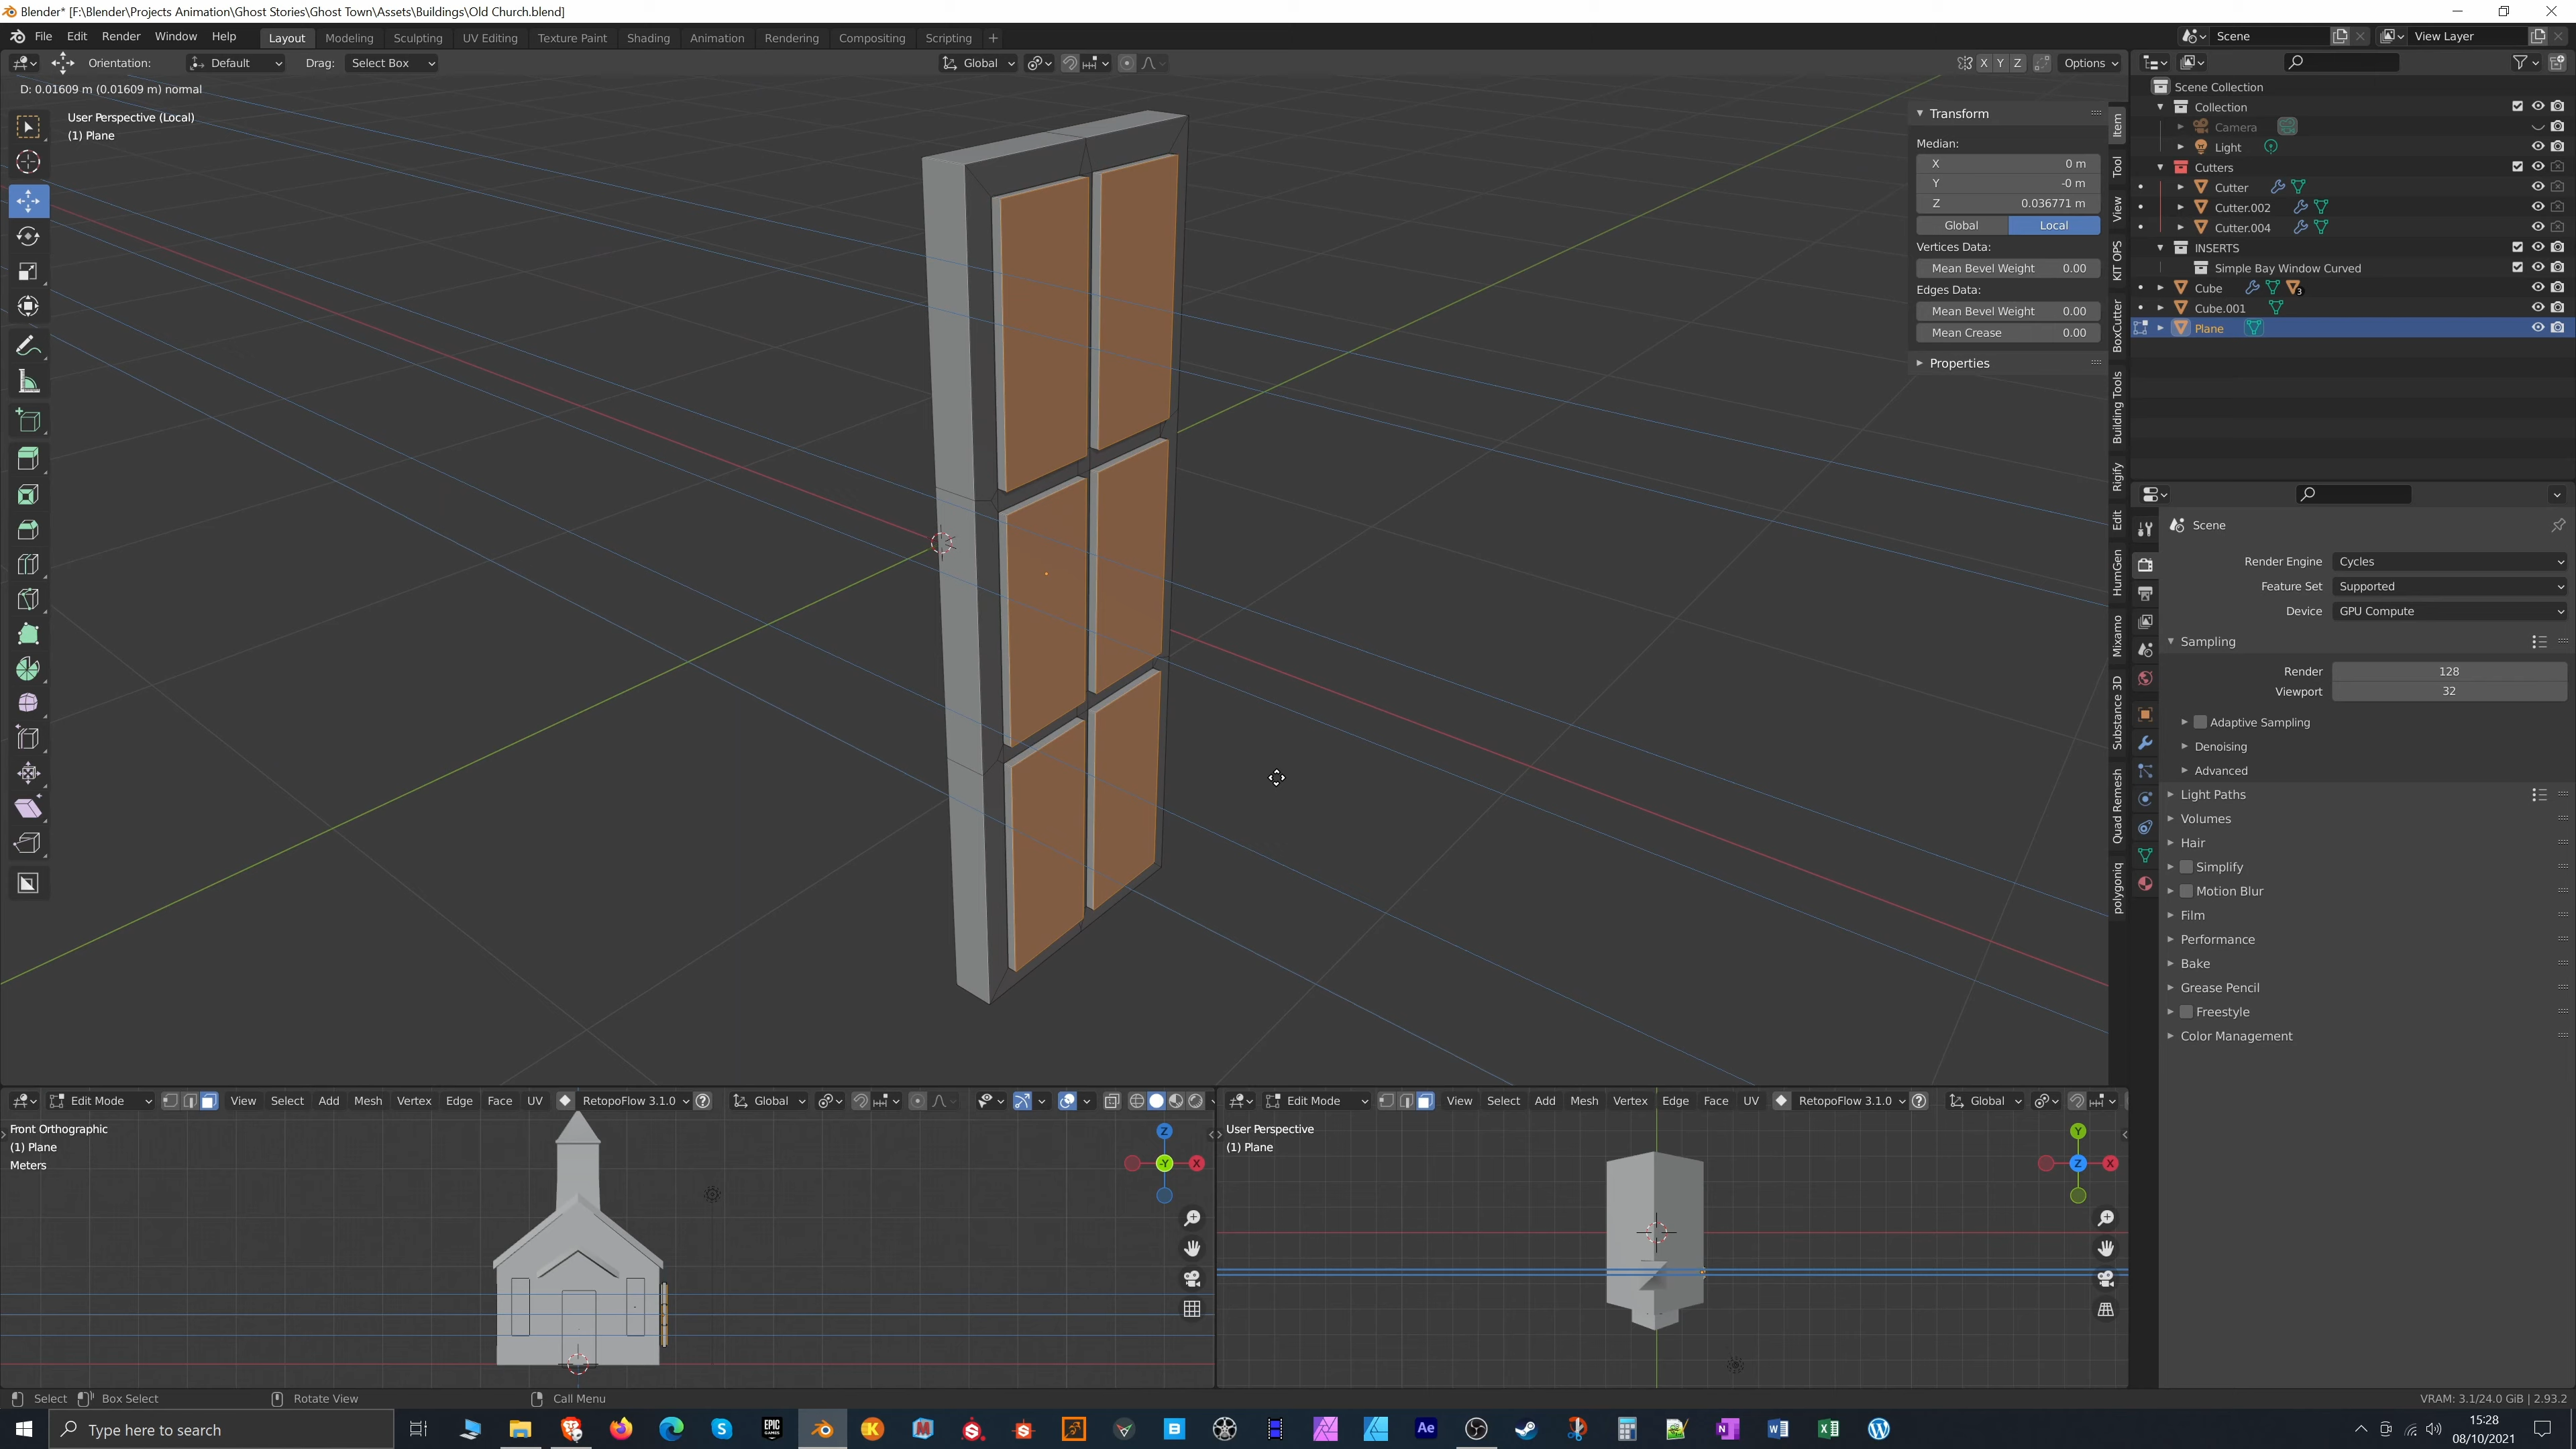 Blender* [F:\Blender\Projects Animation\Ghost Stories\Ghost Town\Assets\Buildings\Old Church.blend]
File Edit Render Window Help Layout Modeling Sculpting UV Editing Texture Paint Shading Animation Rendering Compositing Scripting + Scene View Layer
Orientation: Default Drag: Select Box Global X Y Z Options
D: 0.01609 m (0.01609 m) normal
User Perspective (Local)
(1) Plane
Transform
Median:
X 0 m
Y -0 m
Z 0.036771 m
Global Local
Vertices Data:
Mean Bevel Weight 0.00
Edges Data:
Mean Bevel Weight 0.00
Mean Crease 0.00
Properties
Item
Tool
View
KIT OPS
BoxCutter
Building Tools
Rigify
Edit
HumGen
Mixamo
Substance 3D
Quad Remesh
polygoniq
Scene Collection
Collection
Camera
Light
Cutters
Cutter
Cutter.002
Cutter.004
INSERTS
Simple Bay Window Curved
Cube 3
Cube.001
Plane
Scene
Render Engine Cycles
Feature Set Supported
Device GPU Compute
Sampling
Render 128
Viewport 32
Adaptive Sampling
Denoising
Advanced
Light Paths
Volumes
Hair
Simplify
Motion Blur
Film
Performance
Bake
Grease Pencil
Freestyle
Color Management
Edit Mode View Select Add Mesh Vertex Edge Face UV RetopoFlow 3.1.0 Global
Front Orthographic
(1) Plane
Meters
Z
-Y X
Edit Mode View Select Add Mesh Vertex Edge Face UV RetopoFlow 3.1.0 Global
User Perspective
(1) Plane
Y
Z X
Select Box Select Rotate View Call Menu VRAM: 3.1/24.0 GiB | 2.93.2
Type here to search
EPIC GAMES
Ae
15:28
08/10/2021